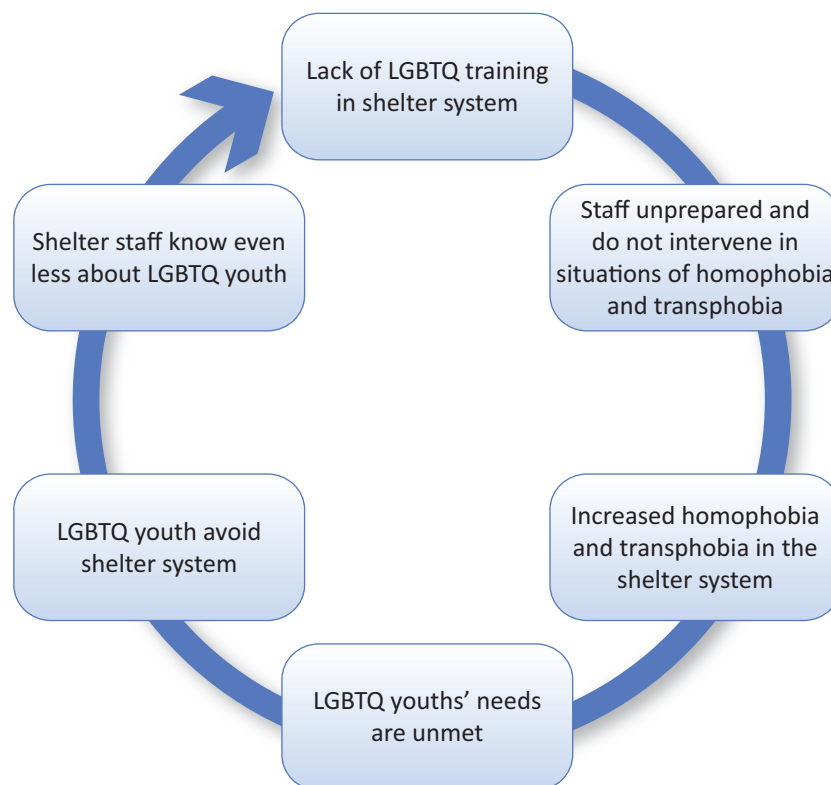 Lack of LGBTQ training
in shelter system
Staff unprepared and
do not intervene in
situations of homophobia
and transphobia
Increased homophobia
and transphobia in the
shelter system
LGBTQ youths’ needs
are unmet
LGBTQ youth avoid
shelter system
Shelter staff know even
less about LGBTQ youth